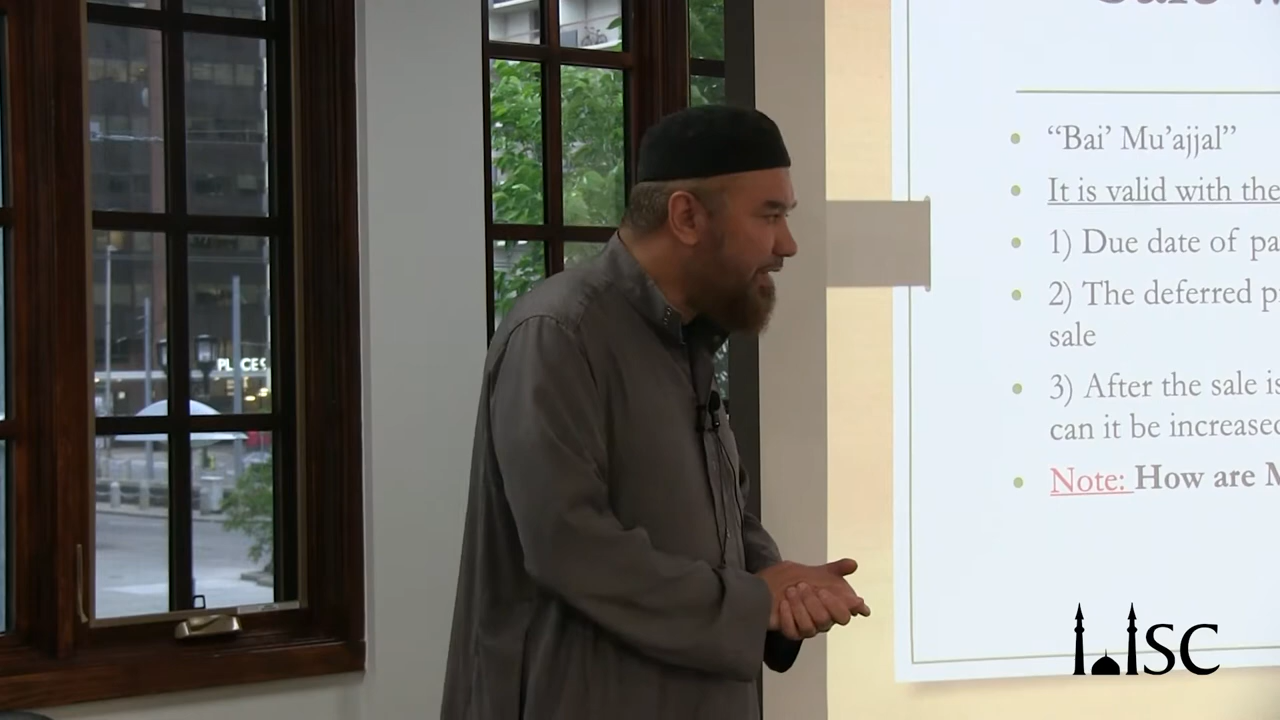 “Bai’ Mu’ajjal”
It is valid with the
1) Due date of pa
2) The deferred p
sale
3) After the sale is
can it be increased
Note: How are M
PLACE
ISC